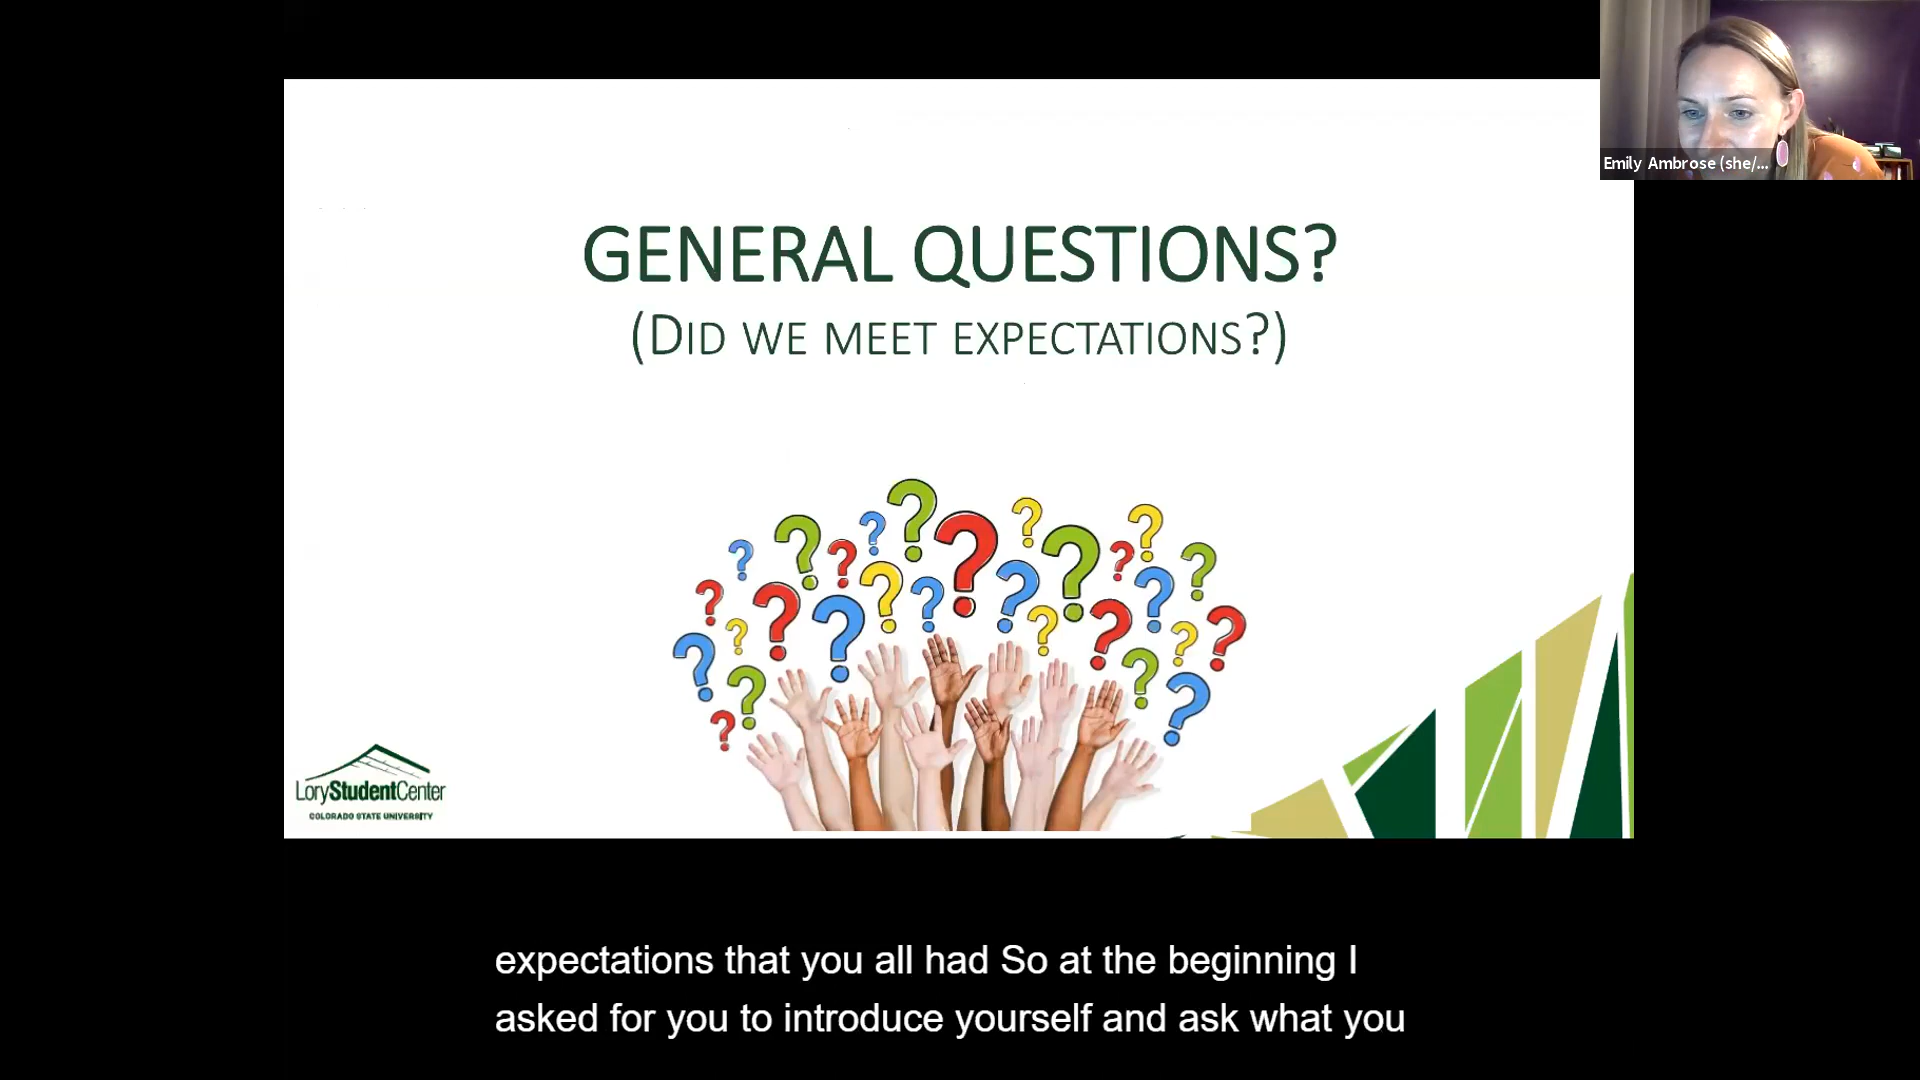 Emily Ambrose (she/...
GENERAL QUESTIONS?
(DID WE MEET EXPECTATIONS?)
LoryStudentCenter
COLORADO STATE UNIVERSITY
expectations that you all had So at the beginning I
asked for you to introduce yourself and ask what you